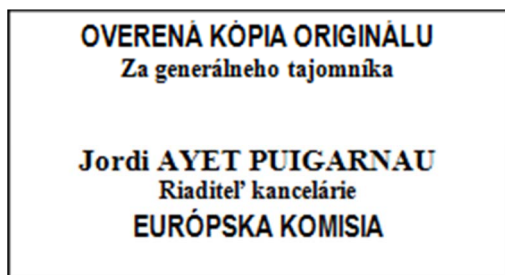 OVERENÁ KÓPIA ORIGINÁLU
Za generálneho tajomníka
Jordi AYET PUIGARNAU
Riaditeľ kancelárie
EURÓPSKA KOMISIA